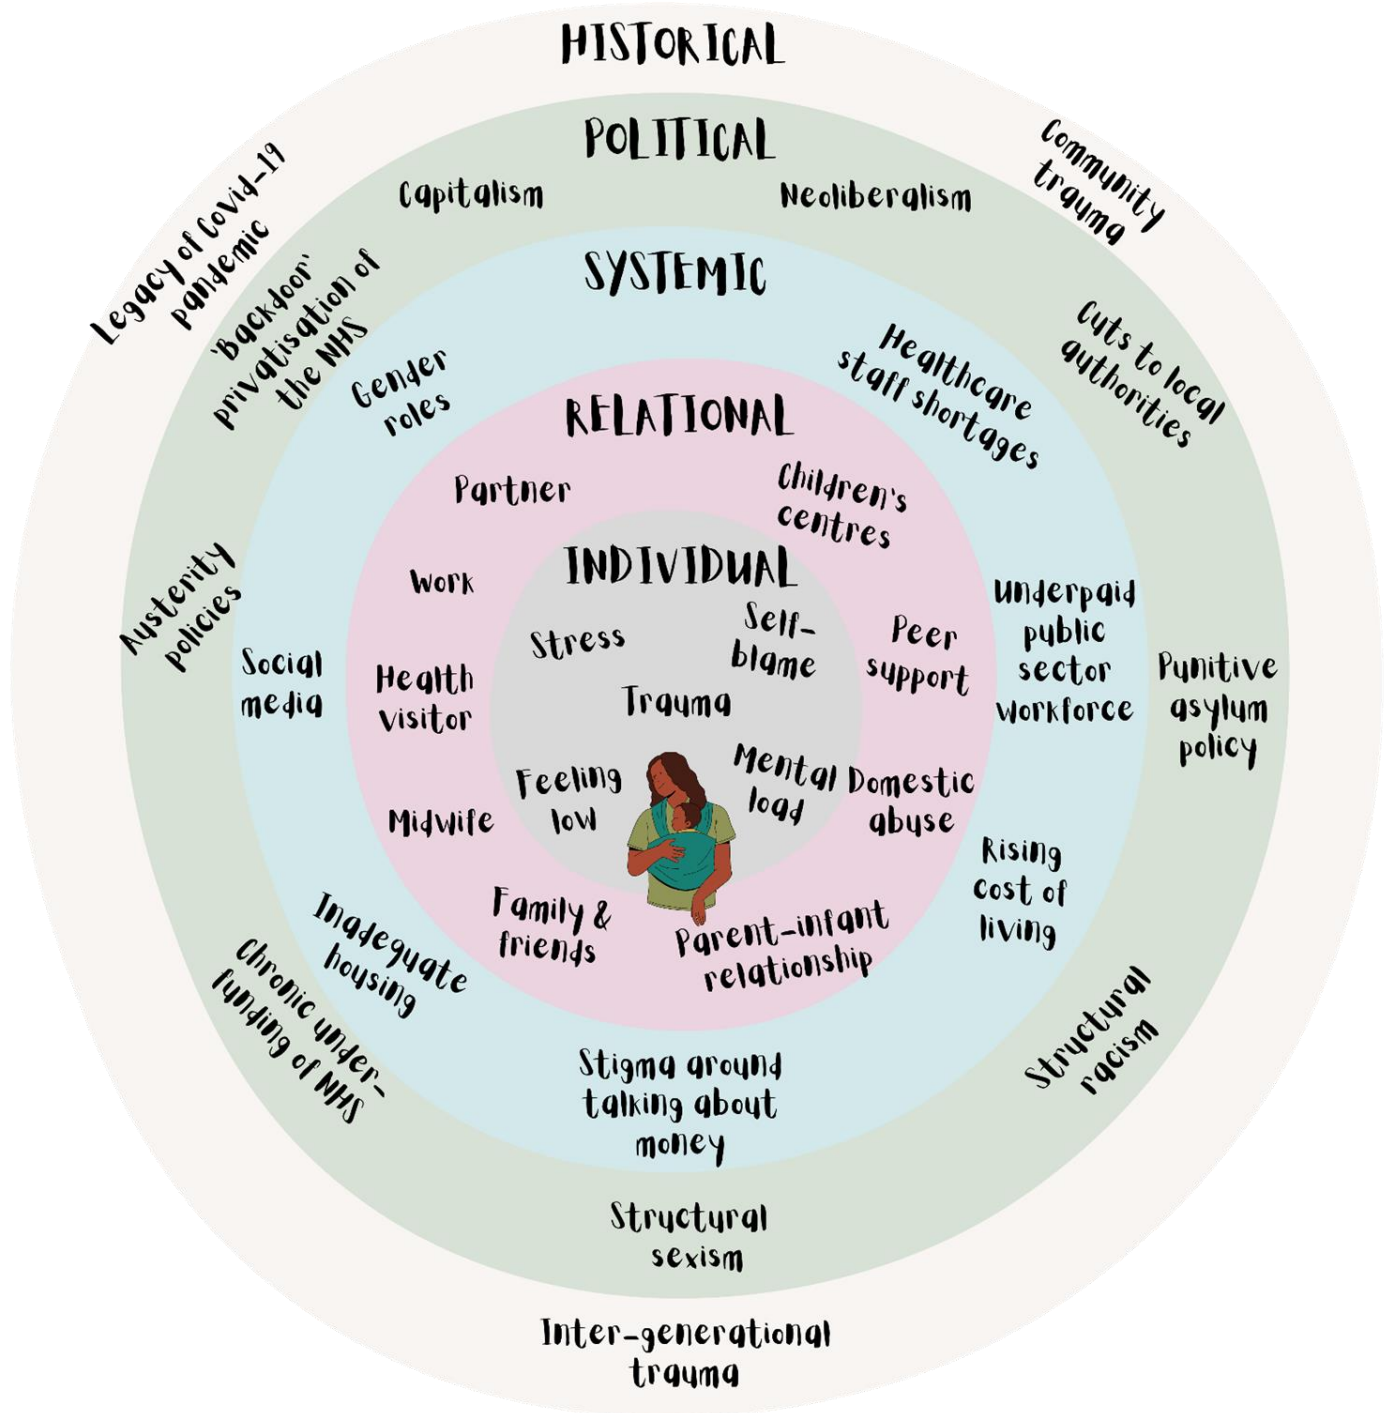 HISTORICAL
Legacy of Covid-19
pandemic
Community
trauma
Inter-generational
trauma
POLITICAL
Capitalism
Neoliberalism
'Backdoor'
privatisation of
the NHS
Cuts to local
authorities
Austerity
policies
Punitive
asylum
policy
Chronic under-
funding of NHS
Structural
racism
Structural
sexism
SYSTEMIC
Gender
roles
Healthcare
staff shortages
Social
media
Underpaid
public
sector
workforce
Inadequate
housing
Rising
cost of
living
Stigma around
talking about
money
RELATIONAL
Partner
Children's
centres
Work
Peer
support
Health
visitor
Midwife
Domestic
abuse
Family &
friends
Parent-infant
relationship
INDIVIDUAL
Stress
Self-
blame
Trauma
Feeling
low
Mental
load